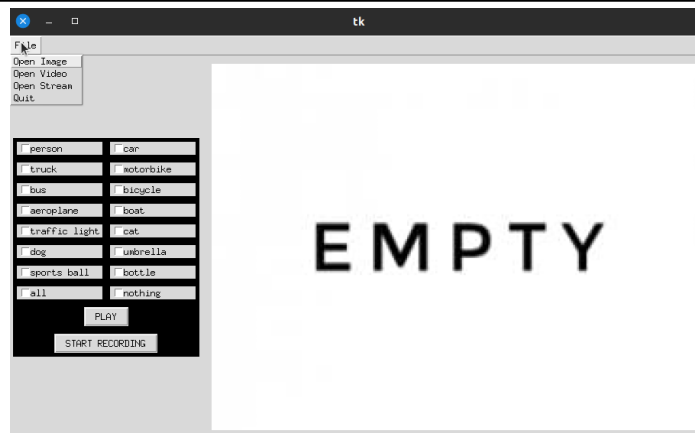 tk
File
Open Image
Open Video
Open Stream
Quit
person car
truck motorbike
bus bicycle
aeroplane boat
traffic light cat
dog umbrella
sports ball bottle
all nothing
PLAY
START RECORDING
EMPTY